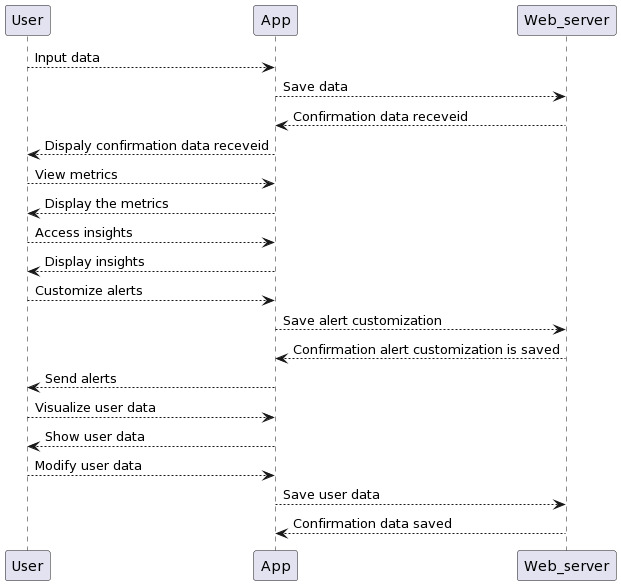 User App Web_server
Input data
Save data
Confirmation data receveid
Dispaly confirmation data receveid
View metrics
Display the metrics
Access insights
Display insights
Customize alerts
Save alert customization
Confirmation alert customization is saved
Send alerts
Visualize user data
Show user data
Modify user data
Save user data
Confirmation data saved
User App Web_server